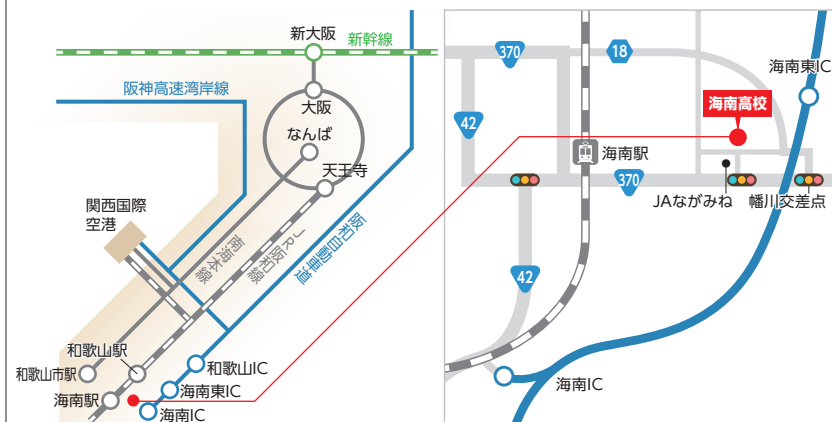 新大阪
新幹線
阪神高速湾岸線
大阪
なんば
天王寺
関西国際
空港
南海本線
JR阪和線
阪和自動車道
和歌山駅
和歌山市駅
和歌山IC
海南東IC
海南駅
海南IC
370
18
海南東IC
42
海南高校
海南駅
370
JAながみね
幡川交差点
42
海南IC